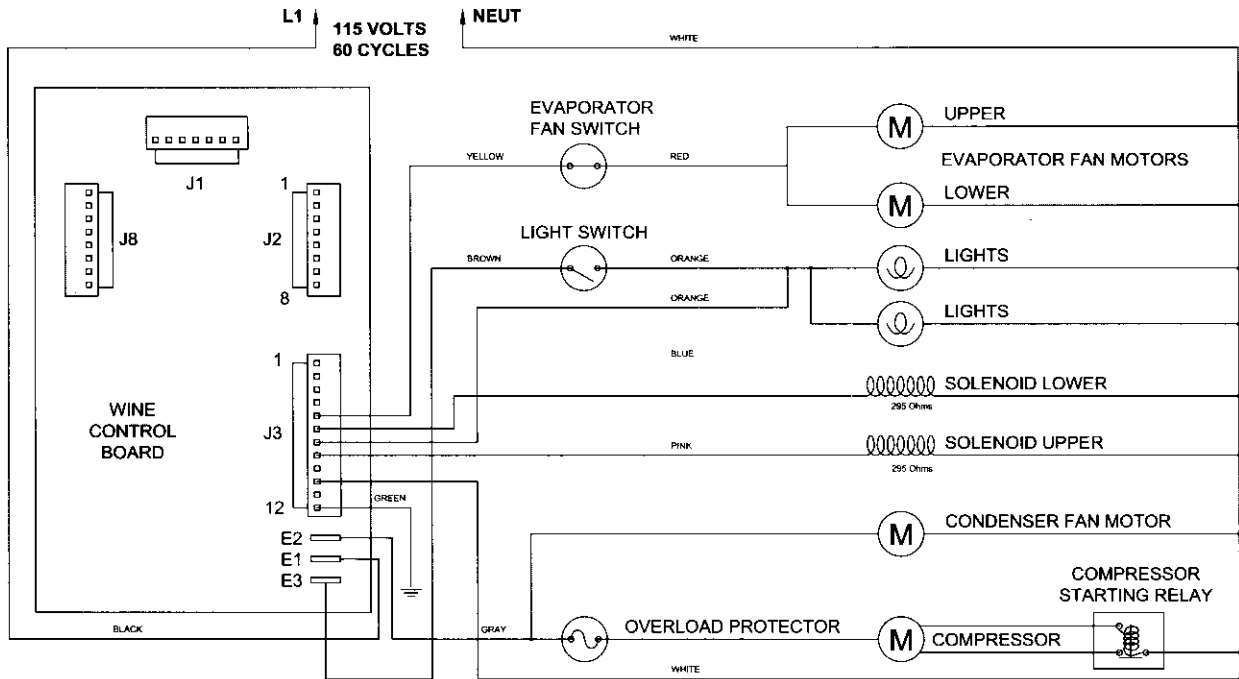 L1
115 VOLTS
60 CYCLES
NEUT
WHITE
EVAPORATOR
FAN SWITCH
M
UPPER
J1
YELLOW
RED
EVAPORATOR FAN MOTORS
1
M
LOWER
J8
J2
LIGHT SWITCH
BROWN
ORANGE
LIGHTS
8
ORANGE
LIGHTS
1
BLUE
SOLENOID LOWER
295 Ohms
WINE
CONTROL
BOARD
J3
PINK
SOLENOID UPPER
295 Ohms
12
GREEN
E2
M
CONDENSER FAN MOTOR
E1
E3
COMPRESSOR
STARTING RELAY
BLACK
GRAY
OVERLOAD PROTECTOR
M
COMPRESSOR
WHITE